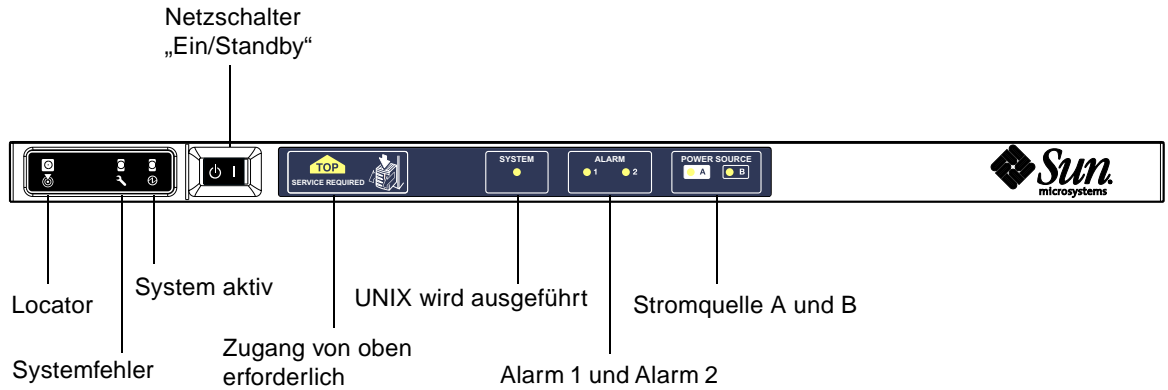 Netzschalter
„Ein/Standby“
TOP
SERVICE REQUIRED
SYSTEM
ALARM
1 2
POWER SOURCE
A B
Sun
microsystems
Locator
System aktiv
UNIX wird ausgeführt
Stromquelle A und B
Systemfehler
Zugang von oben
erforderlich
Alarm 1 und Alarm 2